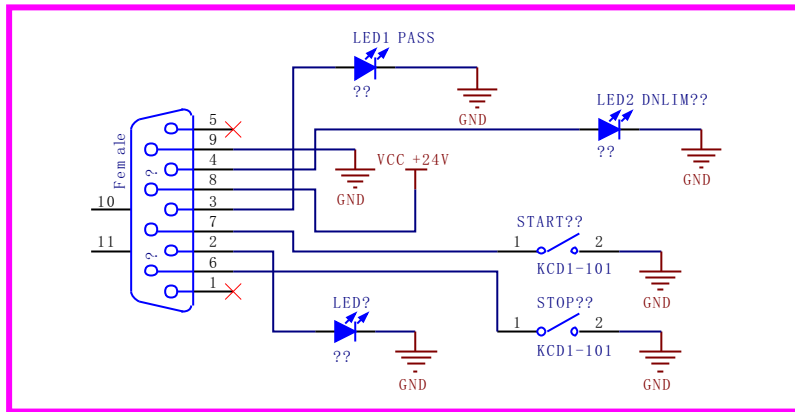 LED1 PASS
??
GND
LED2 DNLIM??
??
GND
Female
?
?
5
9
4
8
3
7
2
6
1
10
11
GND
VCC +24V
START??
1
2
KCD1-101
GND
STOP??
1
2
KCD1-101
GND
LED?
??
GND